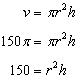 v = πr²h
150π = πr²h
150 = r²h